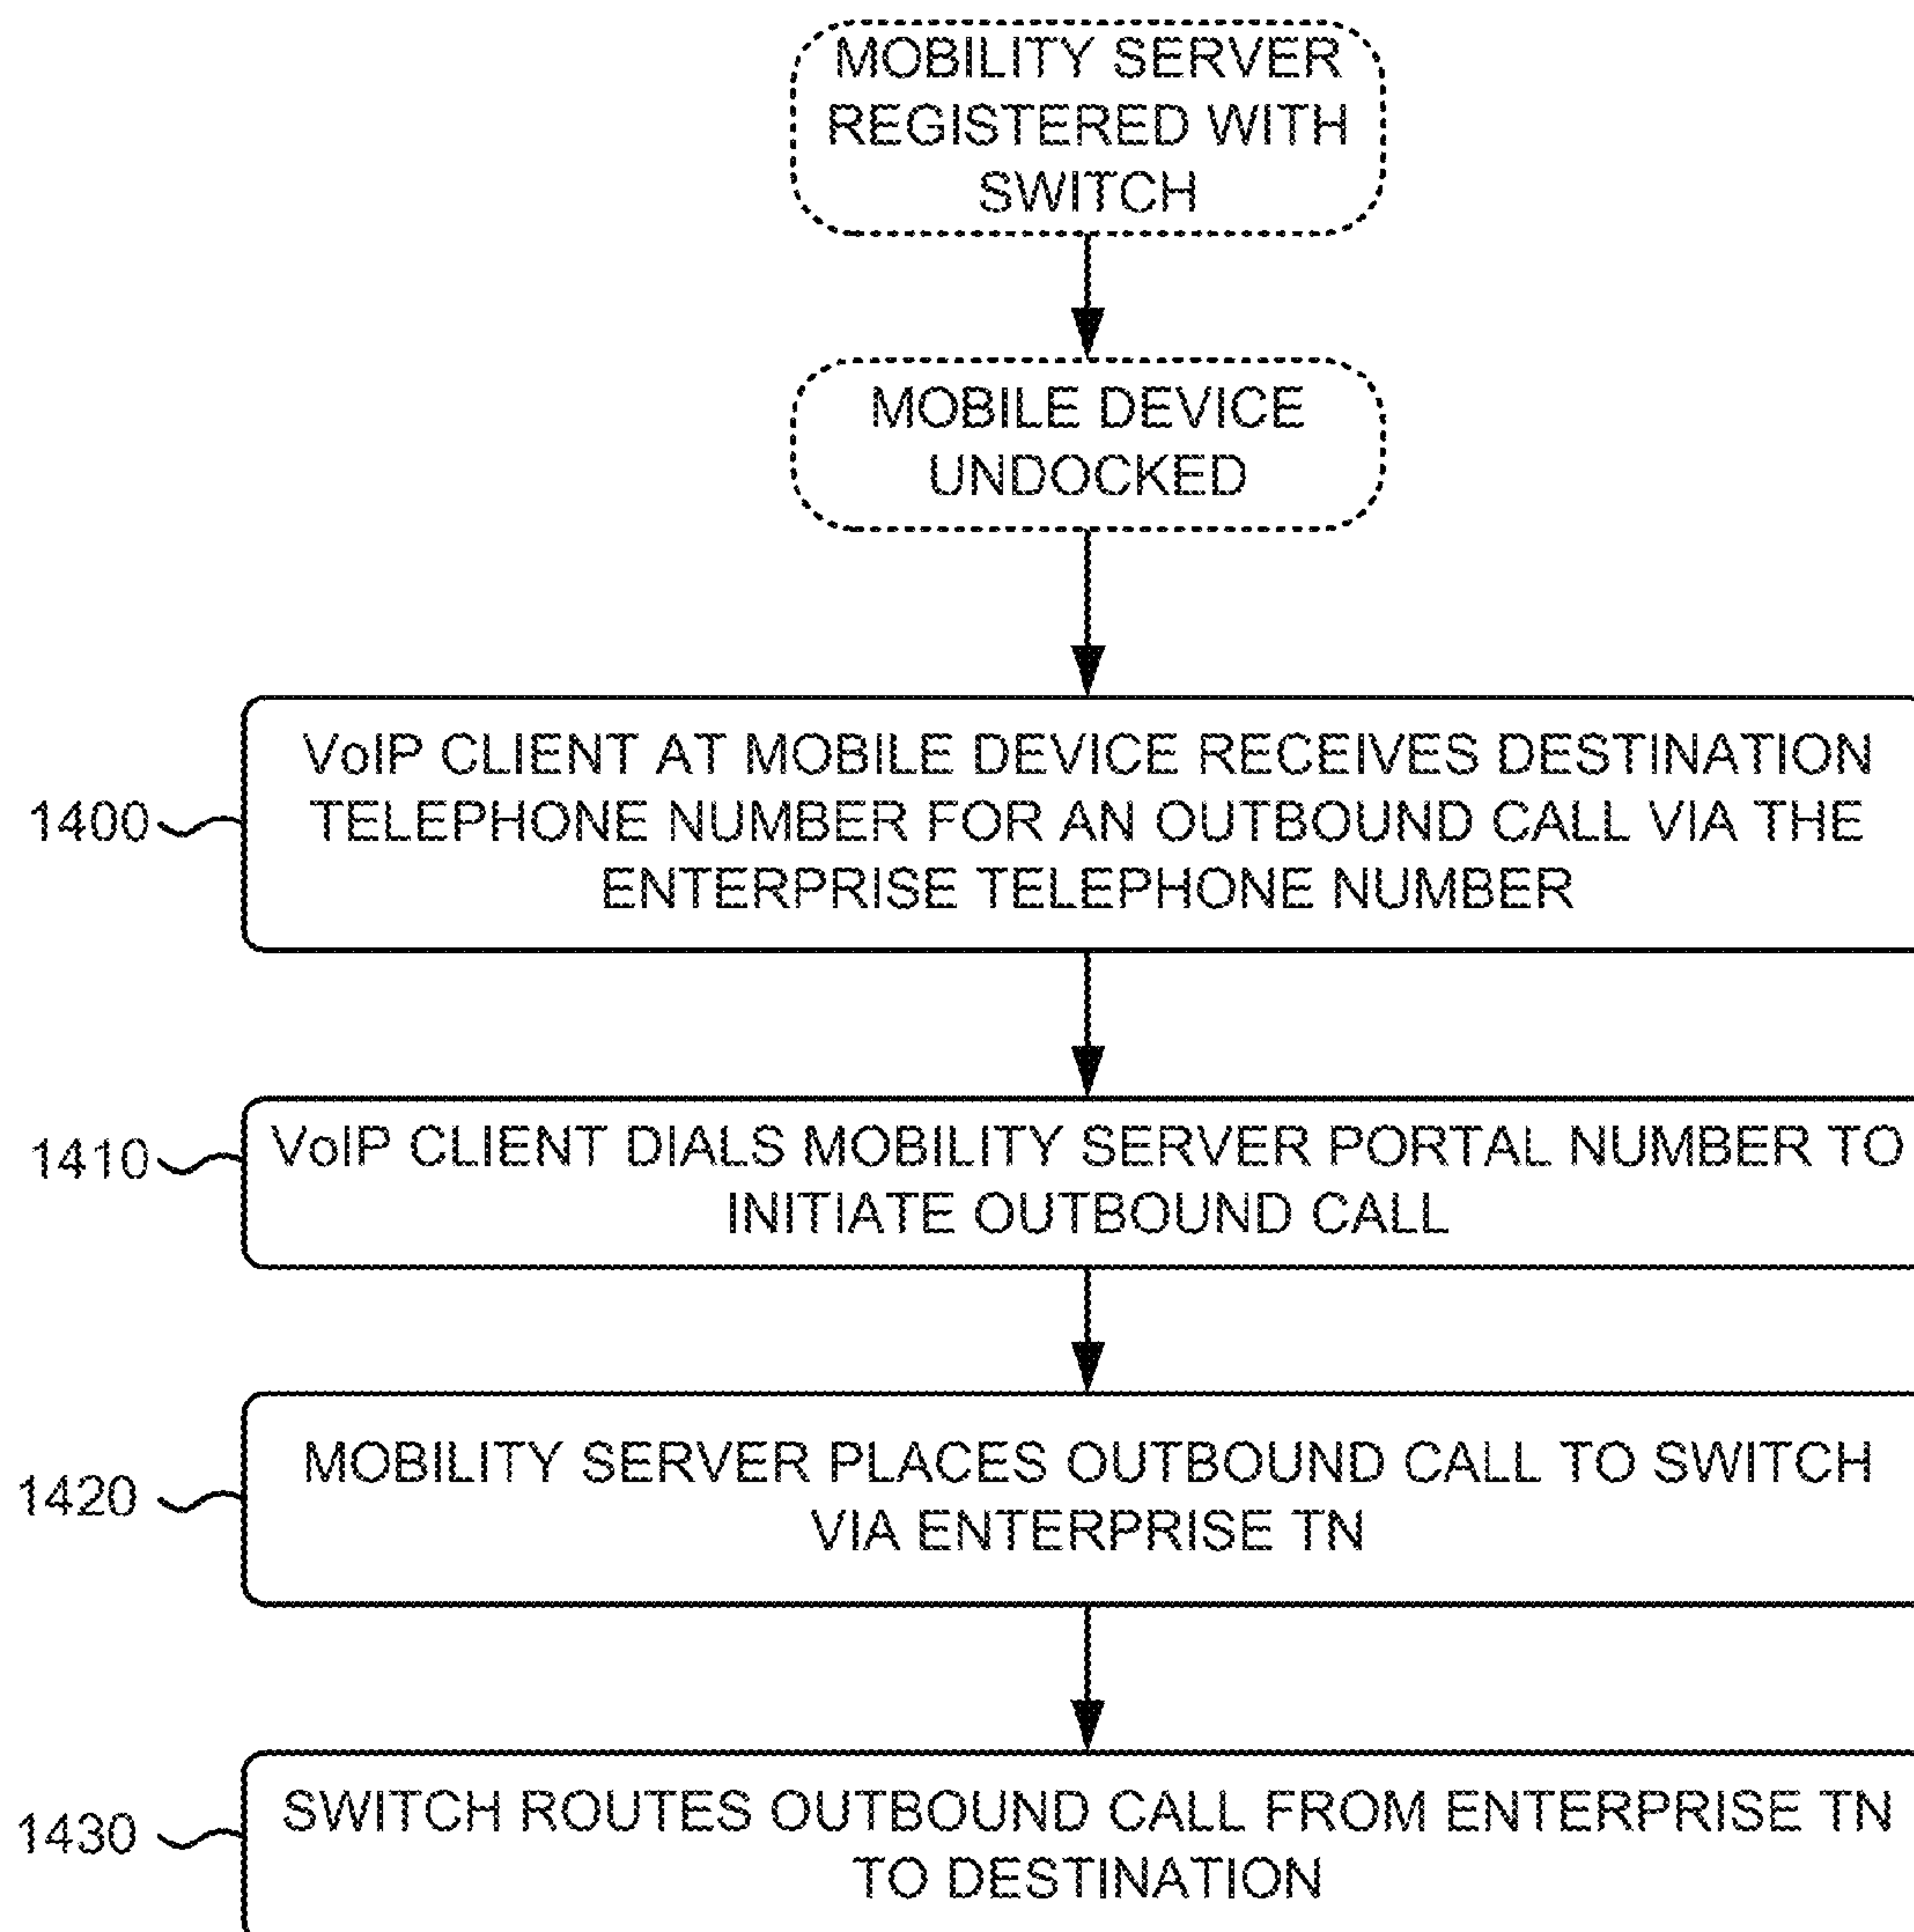 MOBILITY SERVER
REGISTERED WITH
SWITCH
MOBILE DEVICE
UNDOCKED
1400
VoIP CLIENT AT MOBILE DEVICE RECEIVES DESTINATION
TELEPHONE NUMBER FOR AN OUTBOUND CALL VIA THE
ENTERPRISE TELEPHONE NUMBER
1410
VoIP CLIENT DIALS MOBILITY SERVER PORTAL NUMBER TO
INITIATE OUTBOUND CALL
1420
MOBILITY SERVER PLACES OUTBOUND CALL TO SWITCH
VIA ENTERPRISE TN
1430
SWITCH ROUTES OUTBOUND CALL FROM ENTERPRISE TN
TO DESTINATION